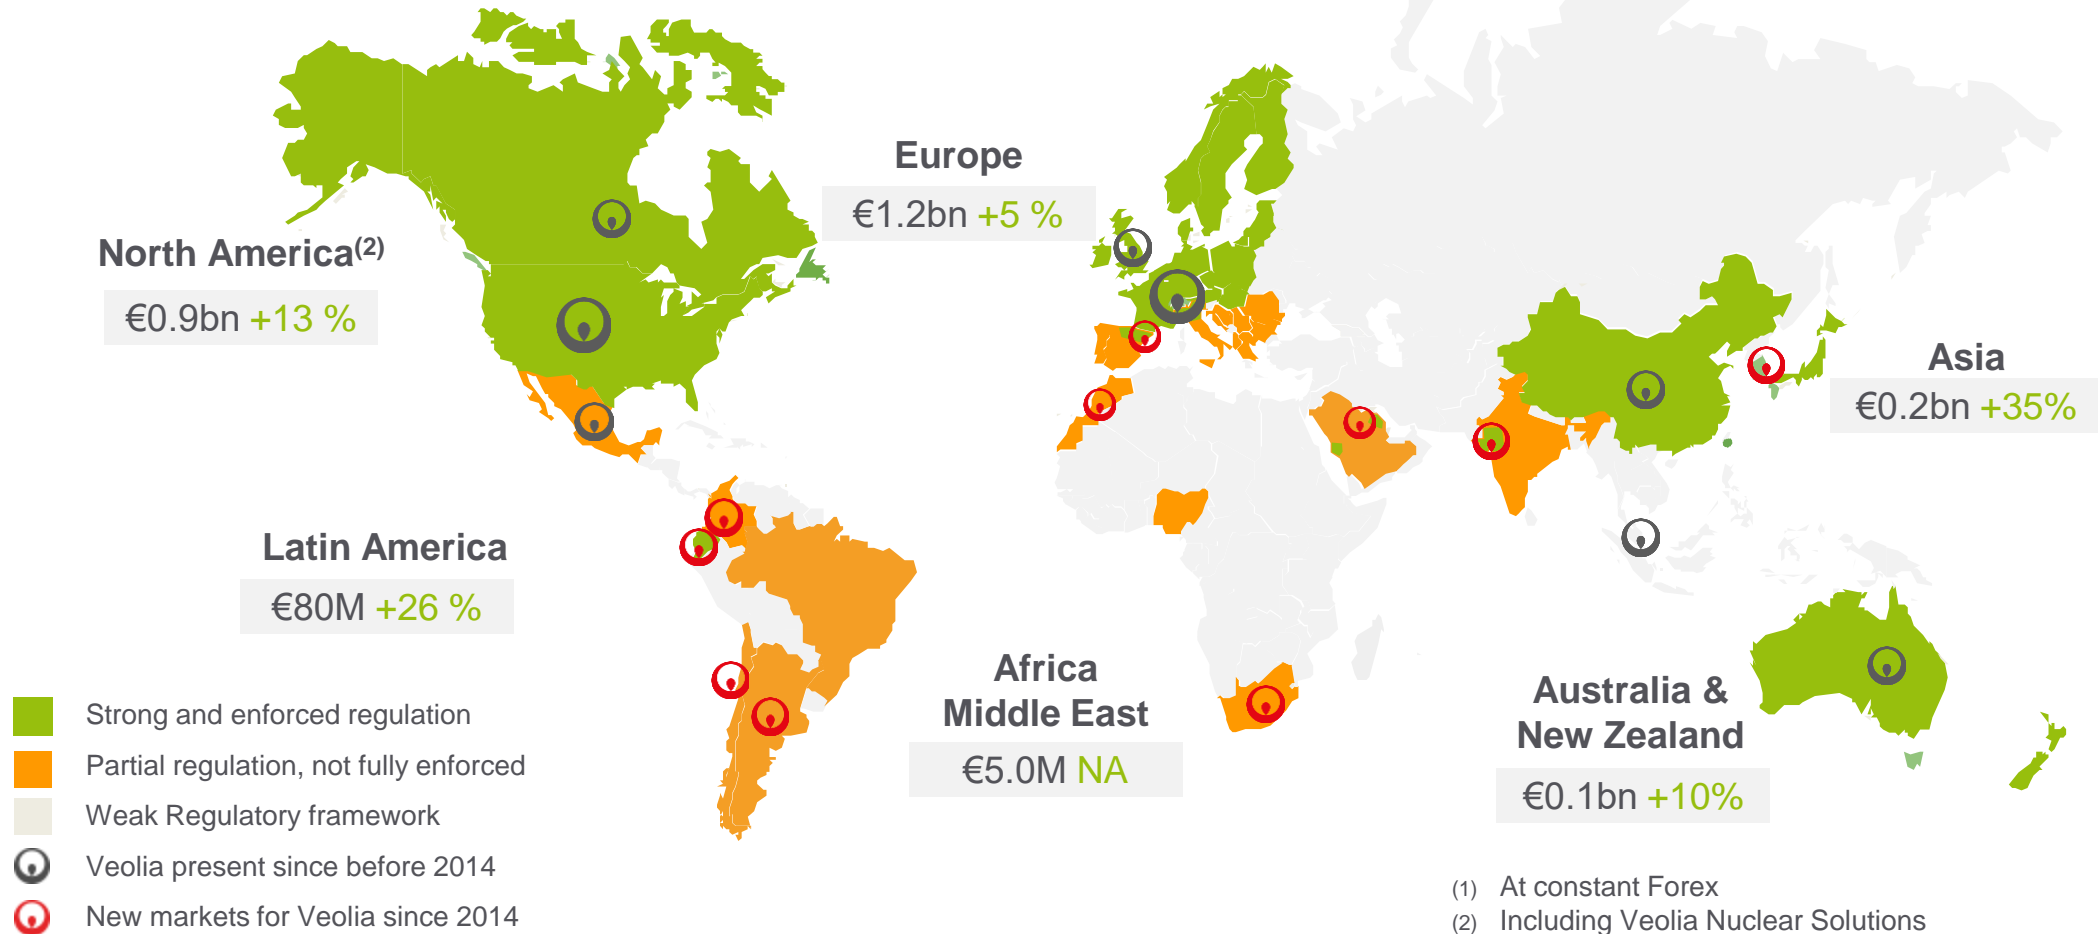 Europe
€1.2bn +5 %
North America(2)
€0.9bn +13 %
Asia
€0.2bn +35%
Latin America
€80M +26 %
Africa
Middle East
€5.0M NA
Australia &
New Zealand
€0.1bn +10%
Strong and enforced regulation
Partial regulation, not fully enforced
Weak Regulatory framework
Veolia present since before 2014
New markets for Veolia since 2014
(1) At constant Forex
(2) Including Veolia Nuclear Solutions